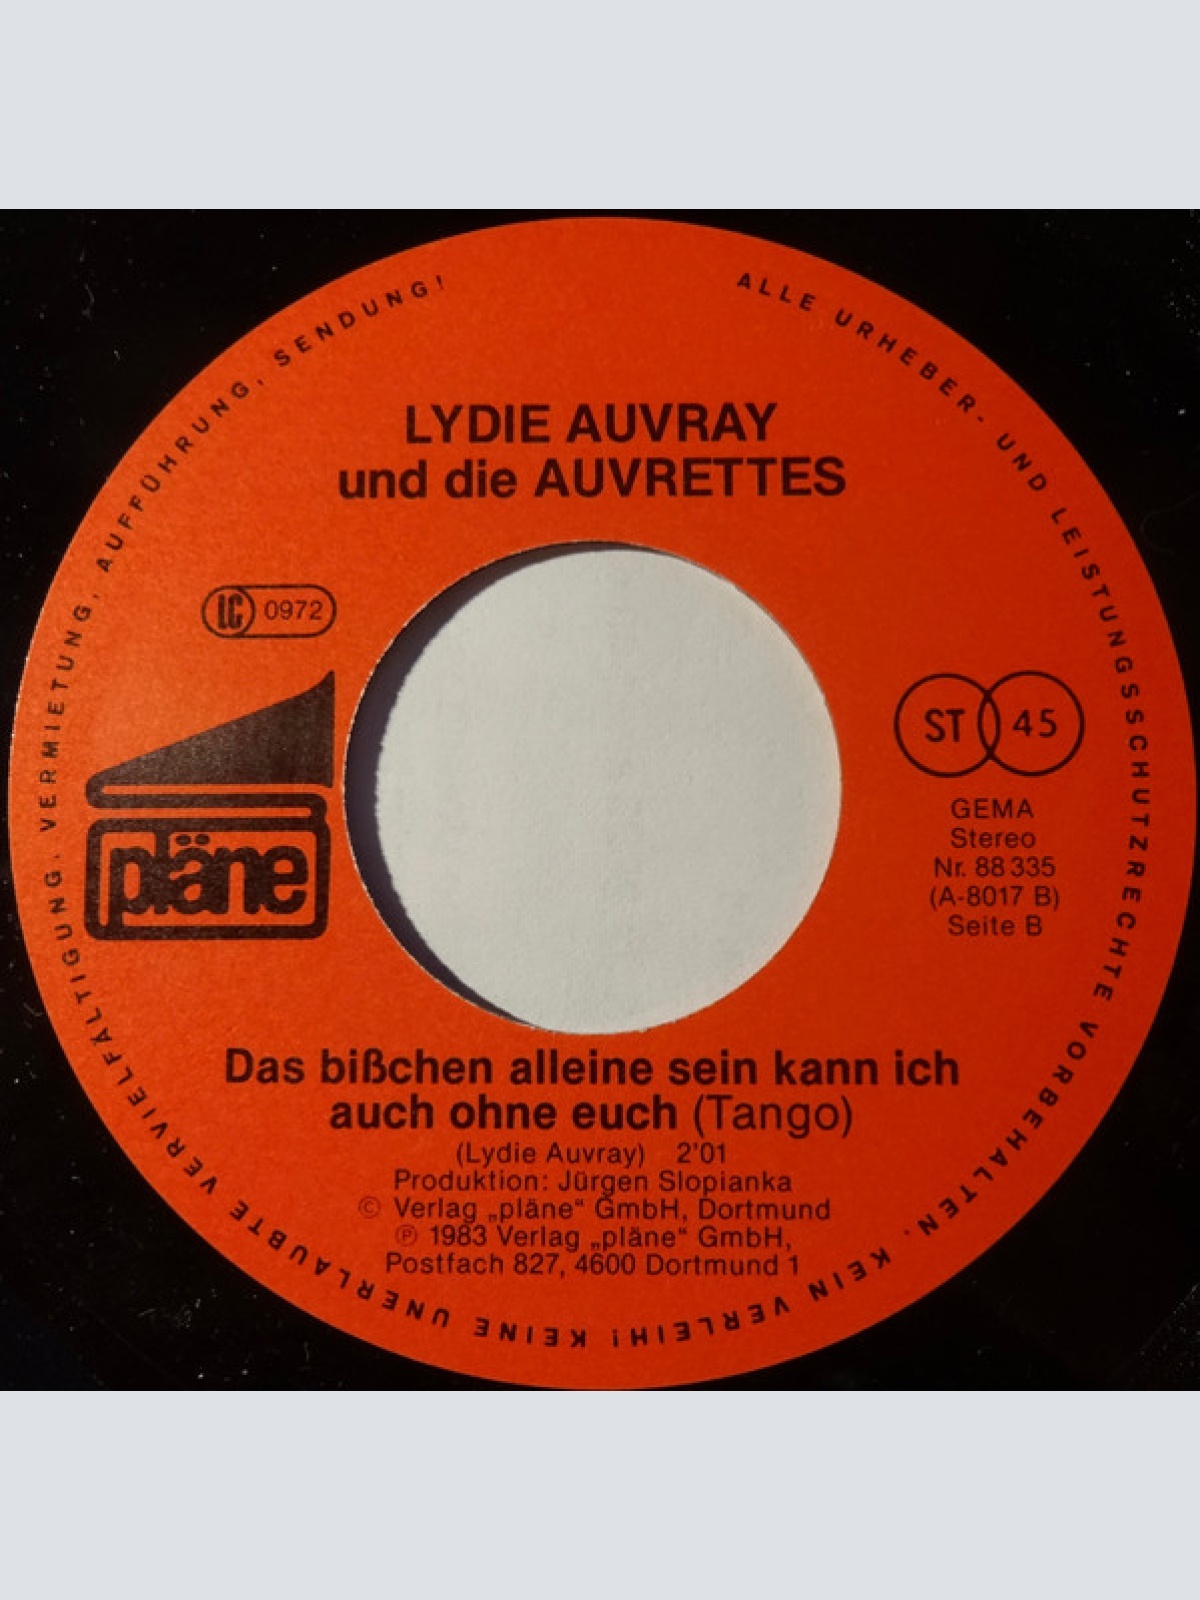 ALLE URHEBER- UND LEISTUNGSSCHUTZRECHTE VORBEHALTEN. KEIN VERLEIH! KEINE UNERLAUBTE VERVIELFÄLTIGUNG, VERMIETUNG, AUFFÜHRUNG, SENDUNG!
LYDIE AUVRAY
und die AUVRETTES
LC 0972
pläne
ST 45
GEMA
Stereo
Nr. 88 335
(A-8017 B)
Seite B
Das bißchen alleine sein kann ich
auch ohne euch (Tango)
(Lydie Auvray) 2'01
Produktion: Jürgen Slopianka
© Verlag „pläne“ GmbH, Dortmund
℗ 1983 Verlag „pläne“ GmbH,
Postfach 827, 4600 Dortmund 1